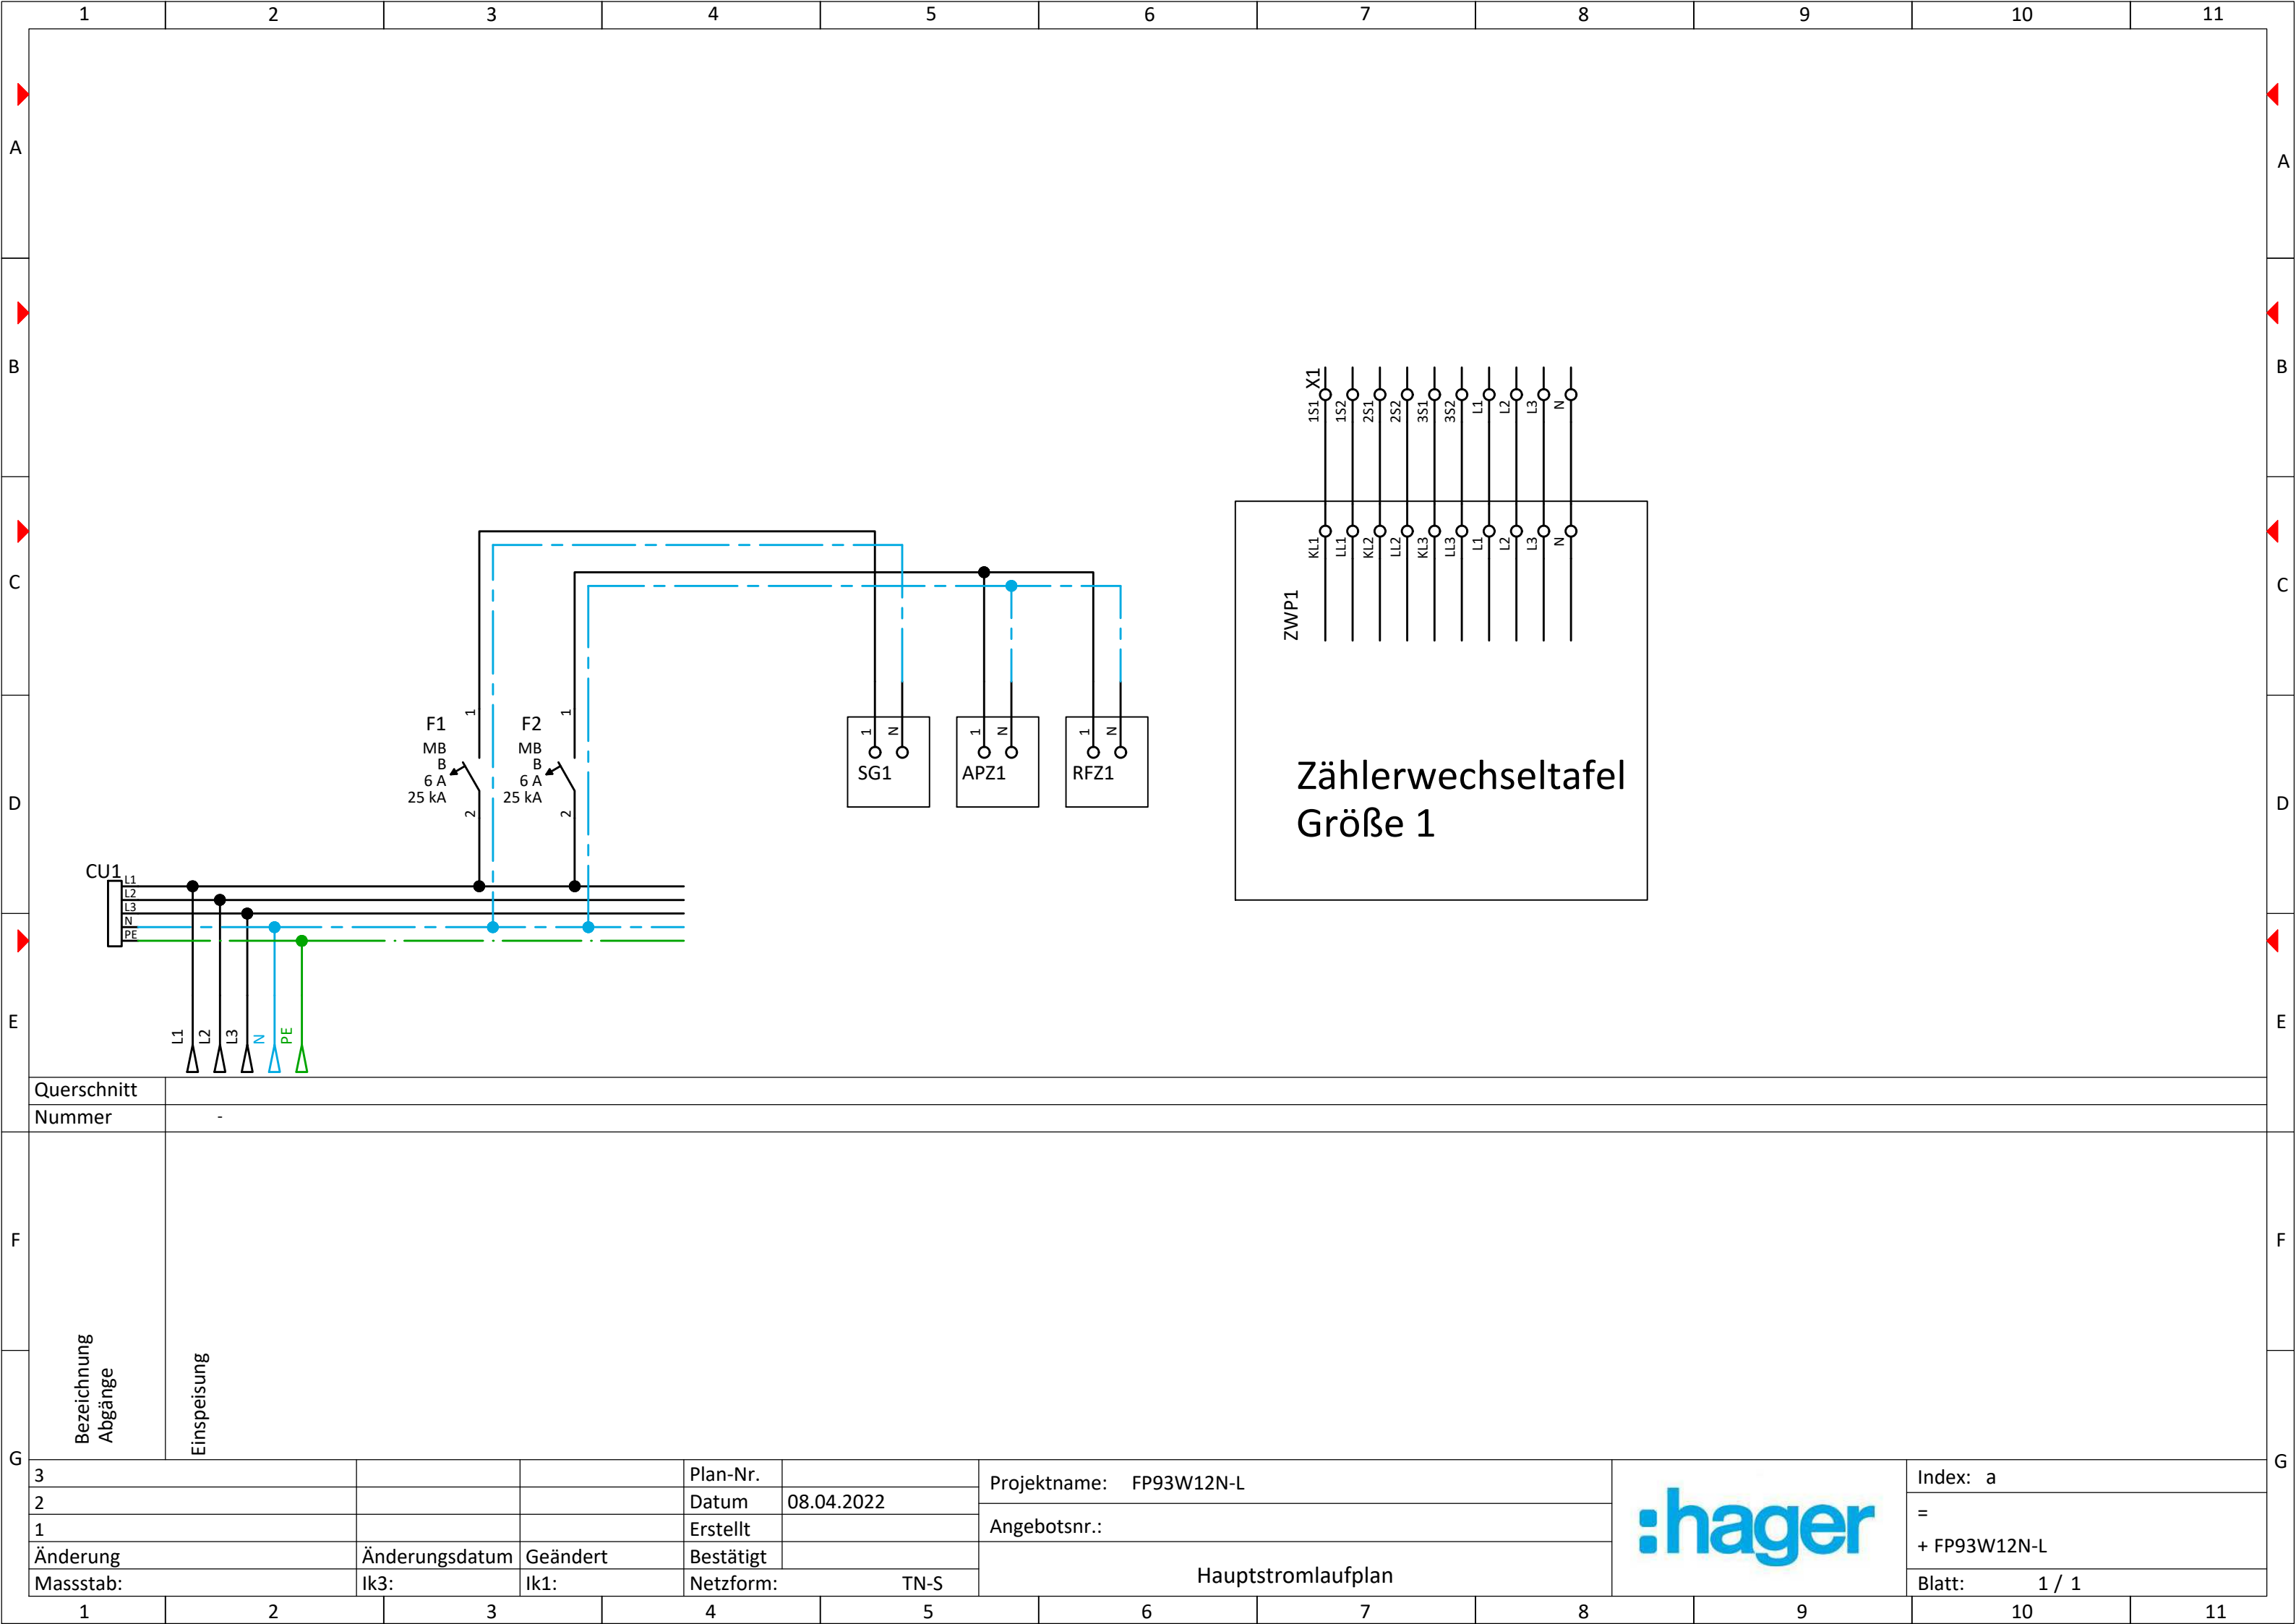 1 2 3 4 5 6 7 8 9 10 11
A A
B B
C C
D D
E E
F F
G G
X1
1S1 1S2 2S1 2S2 3S1 3S2 L1 L2 L3 N
KL1 LL1 KL2 LL2 KL3 LL3 L1 L2 L3 N
ZWP1
Zählerwechseltafel
Größe 1
F1
MB
B
6 A
25 kA
1
2
F2
MB
B
6 A
25 kA
1
2
1 N
SG1
1 N
APZ1
1 N
RFZ1
CU1
L1
L2
L3
N
PE
L1 L2 L3 N PE
Querschnitt
Nummer -
Bezeichnung
Abgänge
Einspeisung
3
2
1
Änderung Änderungsdatum Geändert
Massstab: Ik3: Ik1:
Plan-Nr.
Datum 08.04.2022
Erstellt
Bestätigt
Netzform: TN-S
Projektname: FP93W12N-L
Angebotsnr.:
Hauptstromlaufplan
:hager
Index: a
=
+ FP93W12N-L
Blatt: 1 / 1
1 2 3 4 5 6 7 8 9 10 11